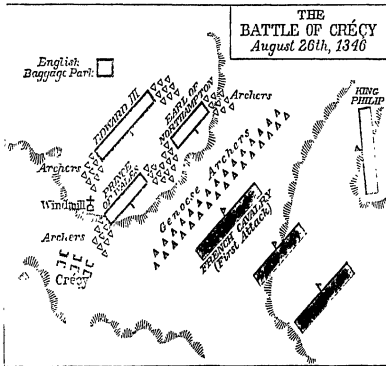 THE
BATTLE OF CRÉCY
August 26th, 1346
English
Baggage Park
EDWARD III
EARL OF
NORTHAMPTON
Archers
KING
PHILIP
Archers
PRINCE
OF WALES
Genoese Archers
Windmill
Archers
FRENCH CAVALRY
(First Attack)
Crécy